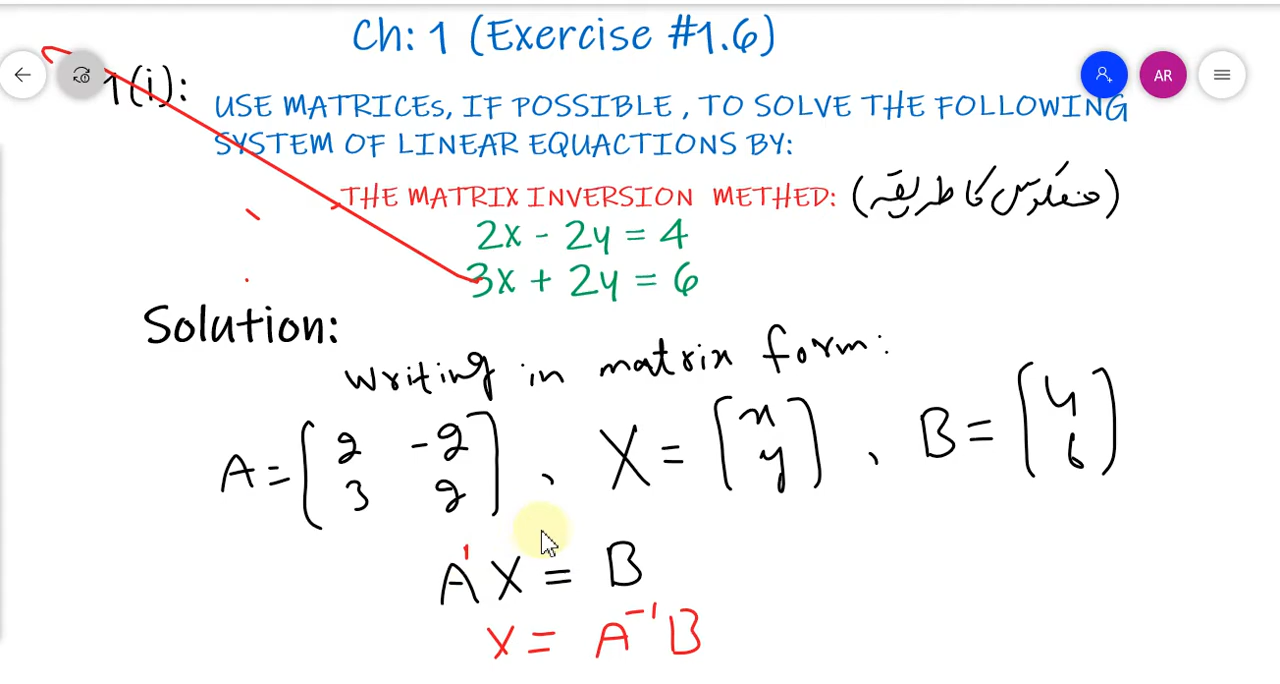 Ch: 1 (Exercise #1.6)
1(i):
AR
USE MATRICEs, IF POSSIBLE, TO SOLVE THE FOLLOWING
SYSTEM OF LINEAR EQUACTIONS BY:
THE MATRIX INVERSION METHED: (معکوس کا طریقہ)
2x - 2y = 4
3x + 2y = 6
Solution:
Writing in matrix form:
A = [2 -2 3 2], X = [x y], B = [4 6]
AX = B
X = A⁻¹B